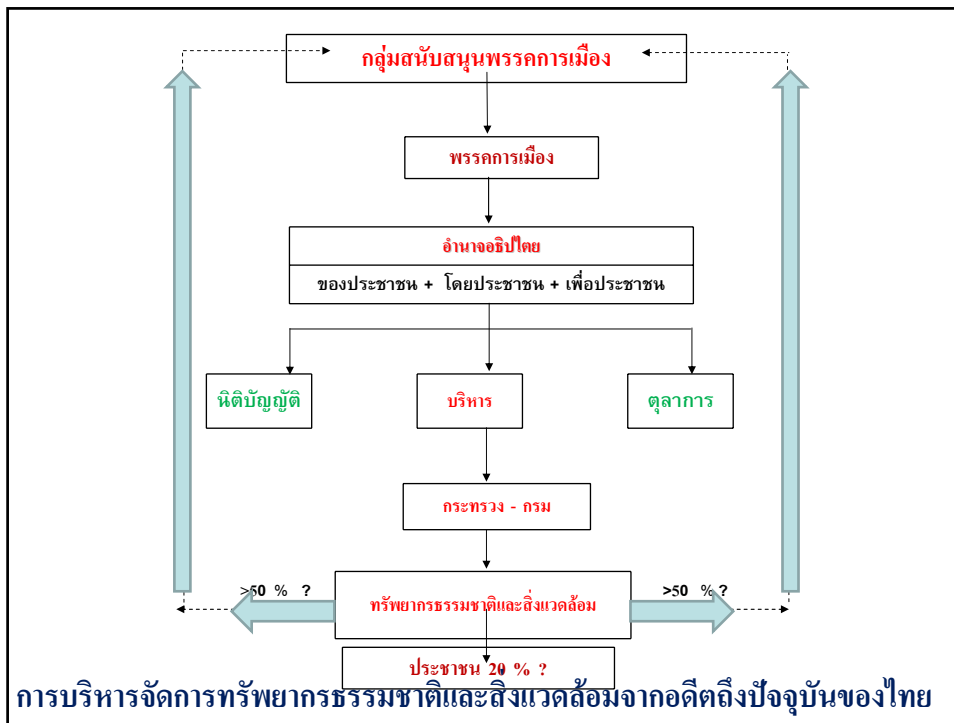 กลุ่มสนับสนุนพรรคการเมือง
พรรคการเมือง
อำนาจอธิปไตย
ของประชาชน + โดยประชาชน + เพื่อประชาชน
นิติบัญญัติ
บริหาร
ตุลาการ
กระทรวง - กรม
>50 % ?
ทรัพยากรธรรมชาติและสิ่งแวดล้อม
>50 % ?
ประชาชน 20 % ?
การบริหารจัดการทรัพยากรธรรมชาติและสิ่งแวดล้อมจากอดีตถึงปัจจุบันของไทย